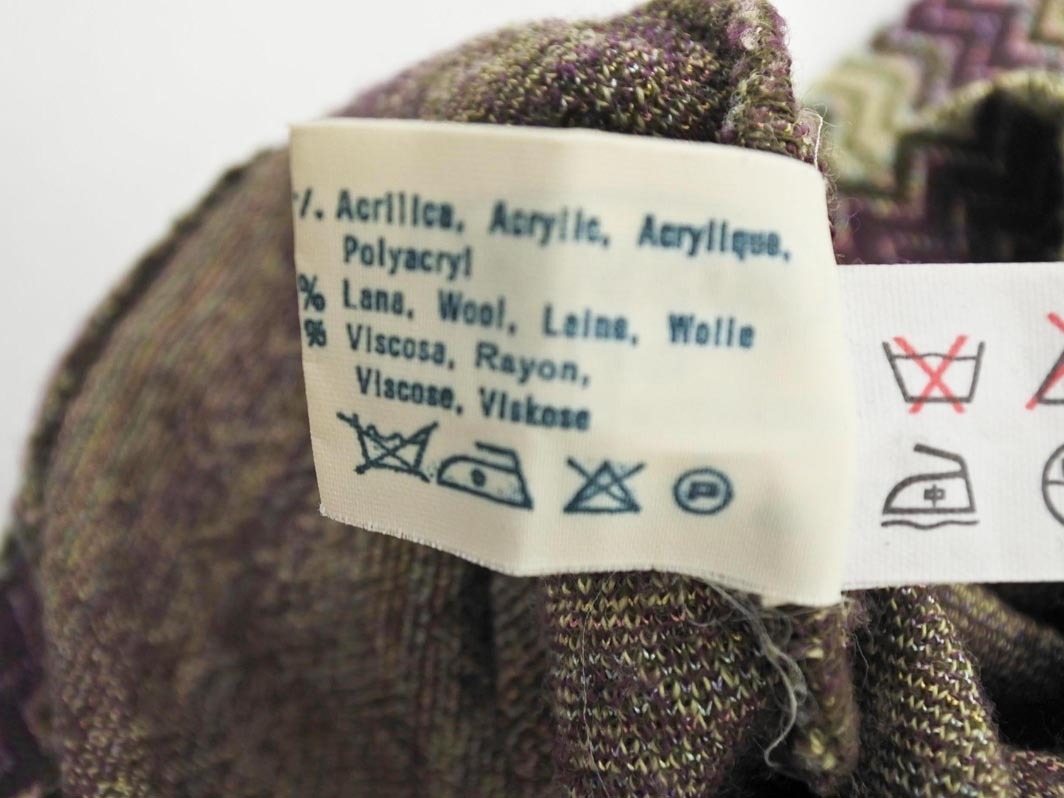 %. Acrilica, Acrylic, Acrylique,
Polyacryl
% Lana, Wool, Laine, Wolle
% Viscosa, Rayon,
Viscose, Viskose
P